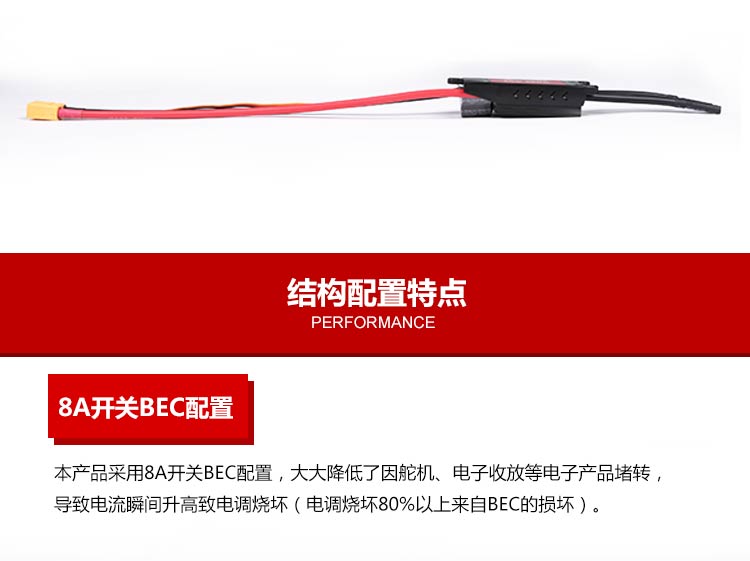 结构配置特点
PERFORMANCE
8A开关BEC配置
本产品采用8A开关BEC配置，大大降低了因舵机、电子收放等电子产品堵转，
导致电流瞬间升高致电调烧坏（电调烧坏80%以上来自BEC的损坏）。